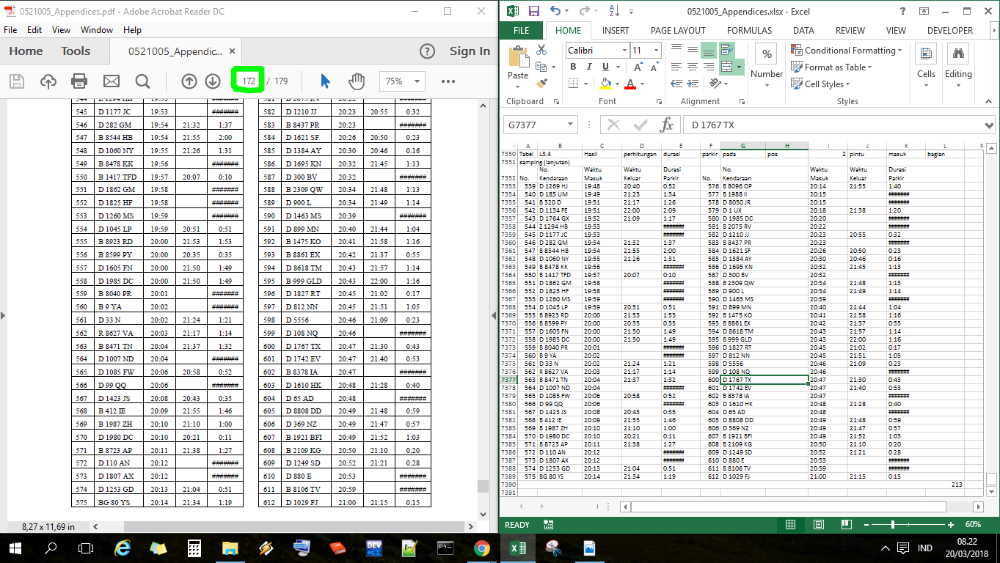 0521005_Appendices.pdf - Adobe Acrobat Reader DC
File Edit View Window Help
Home Tools 0521005_Appendic... × ? Sign In
172 / 179 75%
545 D 1177 JC 19:53 #######
546 D 282 GM 19:54 21:32 1:37
547 B 8544 HB 19:54 21:55 2:00
548 D 1060 NY 19:55 21:26 1:31
549 B 8478 KK 19:56 #######
550 B 1417 TFD 19:57 20:07 0:10
551 D 1862 GM 19:58 #######
552 D 1825 HF 19:58 #######
553 D 1260 MS 19:59 #######
554 D 1045 LP 19:59 20:51 0:51
555 B 8923 RD 20:00 21:53 1:53
556 B 8599 PY 20:00 20:35 0:35
557 D 1605 FN 20:00 21:50 1:49
558 D 1985 DC 20:00 21:50 1:49
559 B 8040 PR 20:01 #######
560 B 9 YA 20:02 #######
561 D 33 N 20:02 21:24 1:21
562 R 8627 VA 20:03 21:17 1:14
563 B 8471 TN 20:04 21:37 1:32
564 D 1007 ND 20:04 #######
565 D 1085 FW 20:06 20:58 0:52
566 D 99 QQ 20:06 #######
567 D 1423 JS 20:08 20:43 0:35
568 B 412 IE 20:09 21:55 1:46
569 B 1987 ZH 20:10 21:10 1:00
570 D 1980 DC 20:10 20:21 0:11
571 B 8723 AP 20:11 21:38 1:27
572 D 110 AN 20:12 #######
573 D 1807 AX 20:12 #######
574 D 1253 GD 20:13 21:04 0:51
575 BG 80 YS 20:14 21:34 1:19
582 D 1210 JJ 20:23 20:55 0:32
583 B 8437 PR 20:23 #######
584 D 1621 SF 20:26 20:50 0:23
585 D 1384 AY 20:30 20:46 0:16
586 D 1695 KN 20:32 21:45 1:13
587 D 300 BV 20:32 #######
588 B 2309 QW 20:34 21:48 1:13
589 D 900 L 20:34 21:49 1:14
590 D 1463 MS 20:39 #######
591 D 899 MN 20:40 21:44 1:04
592 B 1475 KO 20:41 21:58 1:16
593 B 8861 EX 20:42 21:37 0:55
594 D 8618 TM 20:43 21:57 1:14
595 B 999 GLD 20:43 22:00 1:16
596 D 1827 RT 20:45 21:02 0:17
597 D 812 NN 20:45 21:51 1:05
598 D 5556 20:46 21:09 0:23
599 D 108 NQ 20:46 #######
600 D 1767 TX 20:47 21:30 0:43
601 D 1742 EV 20:47 21:40 0:53
602 B 8378 IA 20:47 #######
603 D 1610 HK 20:48 21:28 0:40
604 D 65 AD 20:48 #######
605 D 8808 DD 20:49 21:48 0:59
606 D 369 NZ 20:49 21:47 0:57
607 B 1921 BFI 20:49 21:52 1:03
608 B 2109 KG 20:50 21:10 0:20
609 D 1249 SD 20:52 21:21 0:28
610 D 880 E 20:53 #######
611 B 8106 TV 20:59 #######
612 D 1029 FJ 21:00 21:15 0:15
8,27 x 11,69 in
0521005_Appendices.xlsx - Excel
FILE HOME INSERT PAGE LAYOUT FORMULAS DATA REVIEW VIEW DEVELOPER
Paste
Calibri 11
B I U
Number
Conditional Formatting
Format as Table
Cell Styles
Cells Editing
Clipboard Font Alignment Styles
G7377 fx D 1767 TX
A B C D E F G H I J K L
7350 Tabel L3.4 Hasil perhitungan durasi parkir pada pos 2 pintu masuk bagian
7351 samping (lanjutan)
No. Waktu Waktu Durasi No. Waktu Waktu Durasi
7352 No. Kendaraan Masuk Keluar Parkir No. Kendaraan Masuk Keluar Parkir
7353 539 D 1269 HJ 19:48 20:40 0:52 576 B 8096 OP 20:14 21:55 1:40
7354 540 D 185 UM 19:49 21:23 1:34 577 B 1988 II 20:15 #######
7355 541 B 320 D 19:51 21:17 1:26 578 D 8050 JR 20:15 #######
7356 542 D 1134 FE 19:51 22:00 2:09 579 D 1 UX 20:18 21:38 1:20
7357 543 D 1764 GX 19:52 21:09 1:17 580 D 1985 DC 20:20 #######
7358 544 Z 1294 HB 19:53 ####### 581 B 2075 RV 20:22 #######
7359 545 D 1177 JC 19:53 ####### 582 D 1210 JJ 20:23 20:55 0:32
7360 546 D 282 GM 19:54 21:32 1:37 583 B 8437 PR 20:23 #######
7361 547 B 8544 HB 19:54 21:55 2:00 584 D 1621 SF 20:26 20:50 0:23
7362 548 D 1060 NY 19:55 21:26 1:31 585 D 1384 AY 20:30 20:46 0:16
7363 549 B 8478 KK 19:56 ####### 586 D 1695 KN 20:32 21:45 1:13
7364 550 B 1417 TFD 19:57 20:07 0:10 587 D 300 BV 20:32 #######
7365 551 D 1862 GM 19:58 ####### 588 B 2309 QW 20:34 21:48 1:13
7366 552 D 1825 HF 19:58 ####### 589 D 900 L 20:34 21:49 1:14
7367 553 D 1260 MS 19:59 ####### 590 D 1463 MS 20:39 #######
7368 554 D 1045 LP 19:59 20:51 0:51 591 D 899 MN 20:40 21:44 1:04
7369 555 B 8923 RD 20:00 21:53 1:53 592 B 1475 KO 20:41 21:58 1:16
7370 556 B 8599 PY 20:00 20:35 0:35 593 B 8861 EX 20:42 21:37 0:55
7371 557 D 1605 FN 20:00 21:50 1:49 594 D 8618 TM 20:43 21:57 1:14
7372 558 D 1985 DC 20:00 21:50 1:49 595 B 999 GLD 20:43 22:00 1:16
7373 559 B 8040 PR 20:01 ####### 596 D 1827 RT 20:45 21:02 0:17
7374 560 B 9 YA 20:02 ####### 597 D 812 NN 20:45 21:51 1:05
7375 561 D 33 N 20:02 21:24 1:21 598 D 5556 20:46 21:09 0:23
7376 562 R 8627 VA 20:03 21:17 1:14 599 D 108 NQ 20:46 #######
7377 563 B 8471 TN 20:04 21:37 1:32 600 D 1767 TX 20:47 21:30 0:43
7378 564 D 1007 ND 20:04 ####### 601 D 1742 EV 20:47 21:40 0:53
7379 565 D 1085 FW 20:06 20:58 0:52 602 B 8378 IA 20:47 #######
7380 566 D 99 QQ 20:06 ####### 603 D 1610 HK 20:48 21:28 0:40
7381 567 D 1423 JS 20:08 20:43 0:35 604 D 65 AD 20:48 #######
7382 568 B 412 IE 20:09 21:55 1:46 605 D 8808 DD 20:49 21:48 0:59
7383 569 B 1987 ZH 20:10 21:10 1:00 606 D 369 NZ 20:49 21:47 0:57
7384 570 D 1980 DC 20:10 20:21 0:11 607 B 1921 BFI 20:49 21:52 1:03
7385 571 B 8723 AP 20:11 21:38 1:27 608 B 2109 KG 20:50 21:10 0:20
7386 572 D 110 AN 20:12 ####### 609 D 1249 SD 20:52 21:21 0:28
7387 573 D 1807 AX 20:12 ####### 610 D 880 E 20:53 #######
7388 574 D 1253 GD 20:13 21:04 0:51 611 B 8106 TV 20:59 #######
7389 575 BG 80 YS 20:14 21:34 1:19 612 D 1029 FJ 21:00 21:15 0:15
7390 213
7391
READY 60%
IND 08.22
20/03/2018